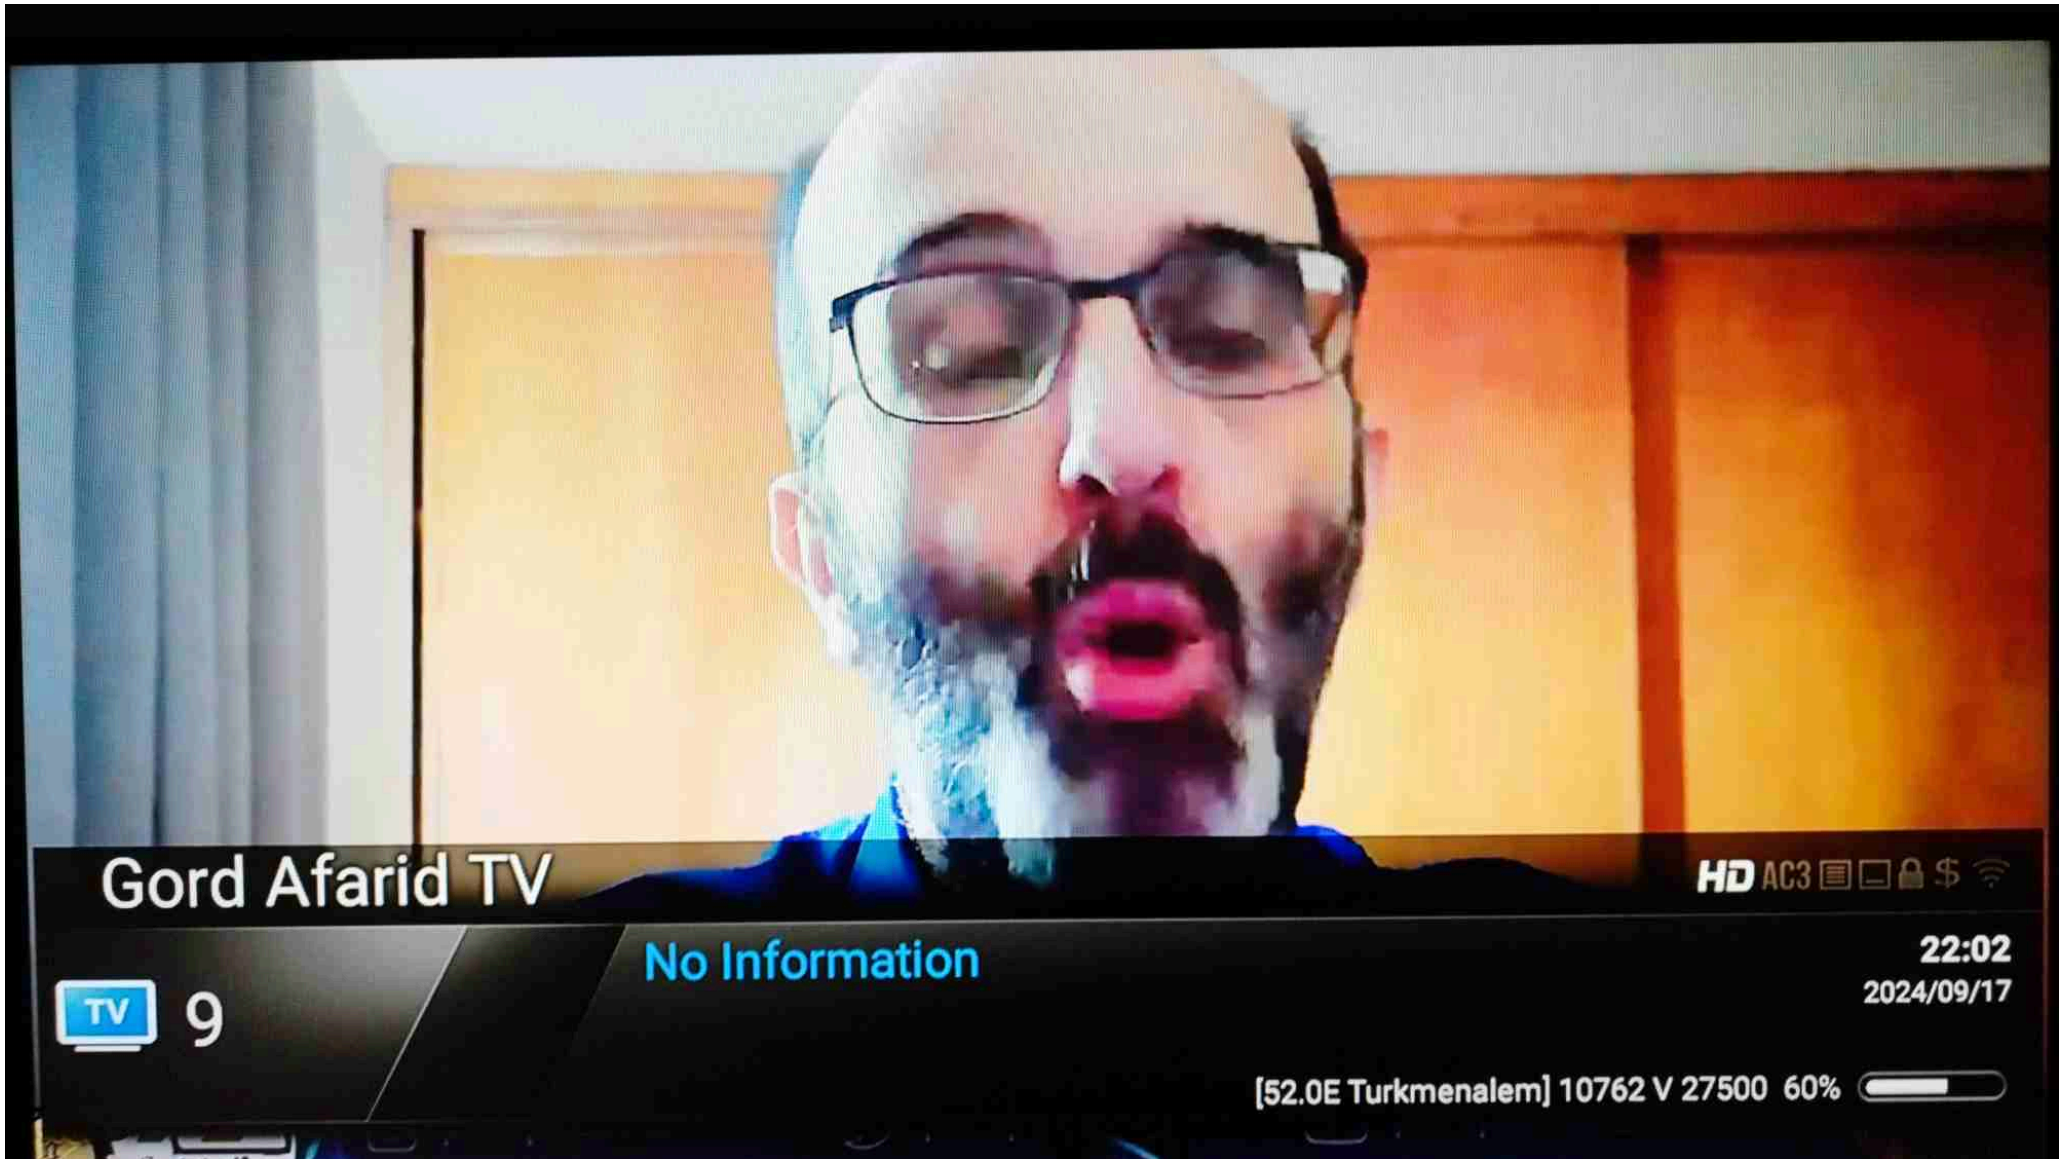 Gord Afarid TV
HD AC3 $
No Information
22:02
2024/09/17
TV 9
[52.0E Turkmenalem] 10762 V 27500 60%